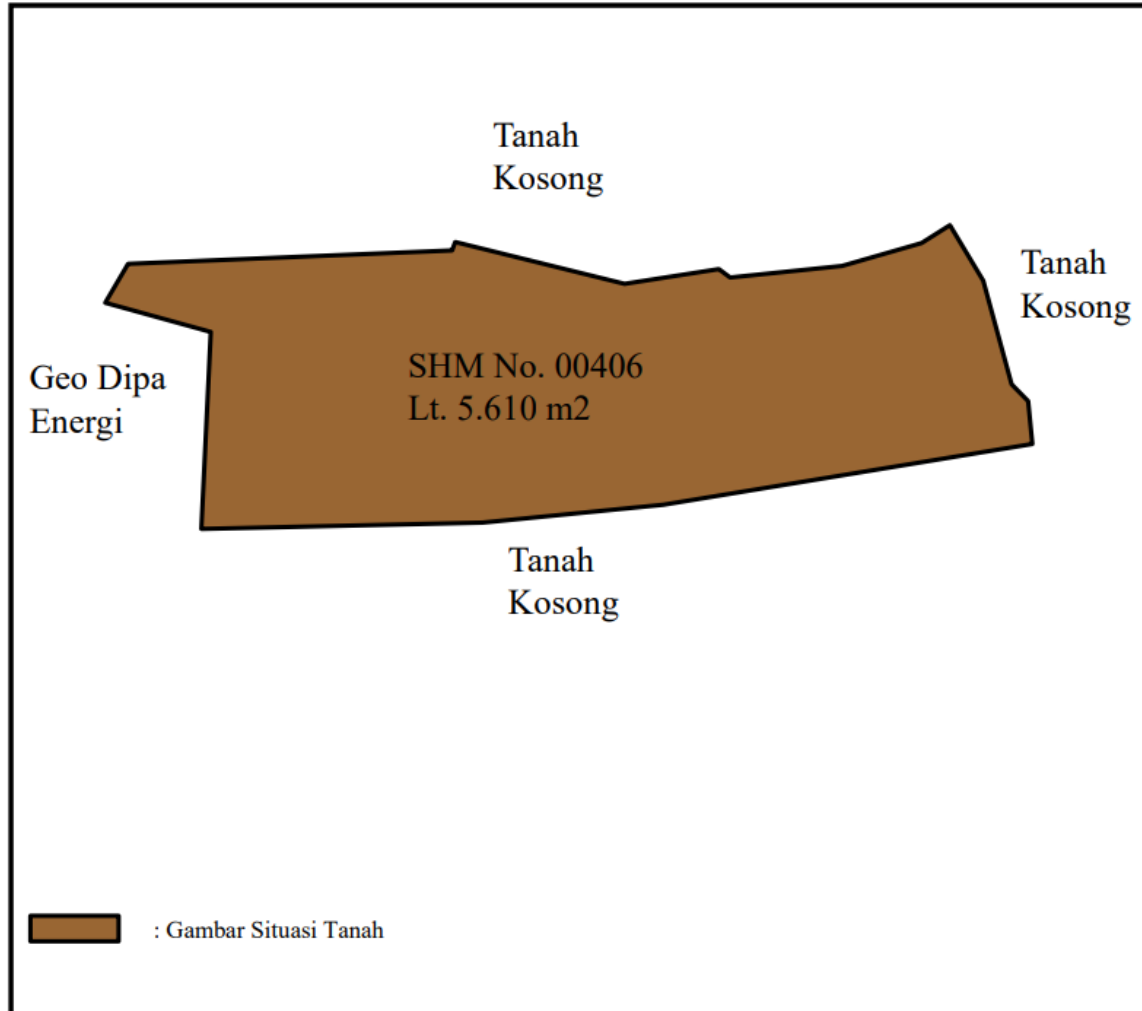 Tanah
Kosong
Tanah
Kosong
Geo Dipa
Energi
SHM No. 00406
Lt. 5.610 m2
Tanah
Kosong
: Gambar Situasi Tanah